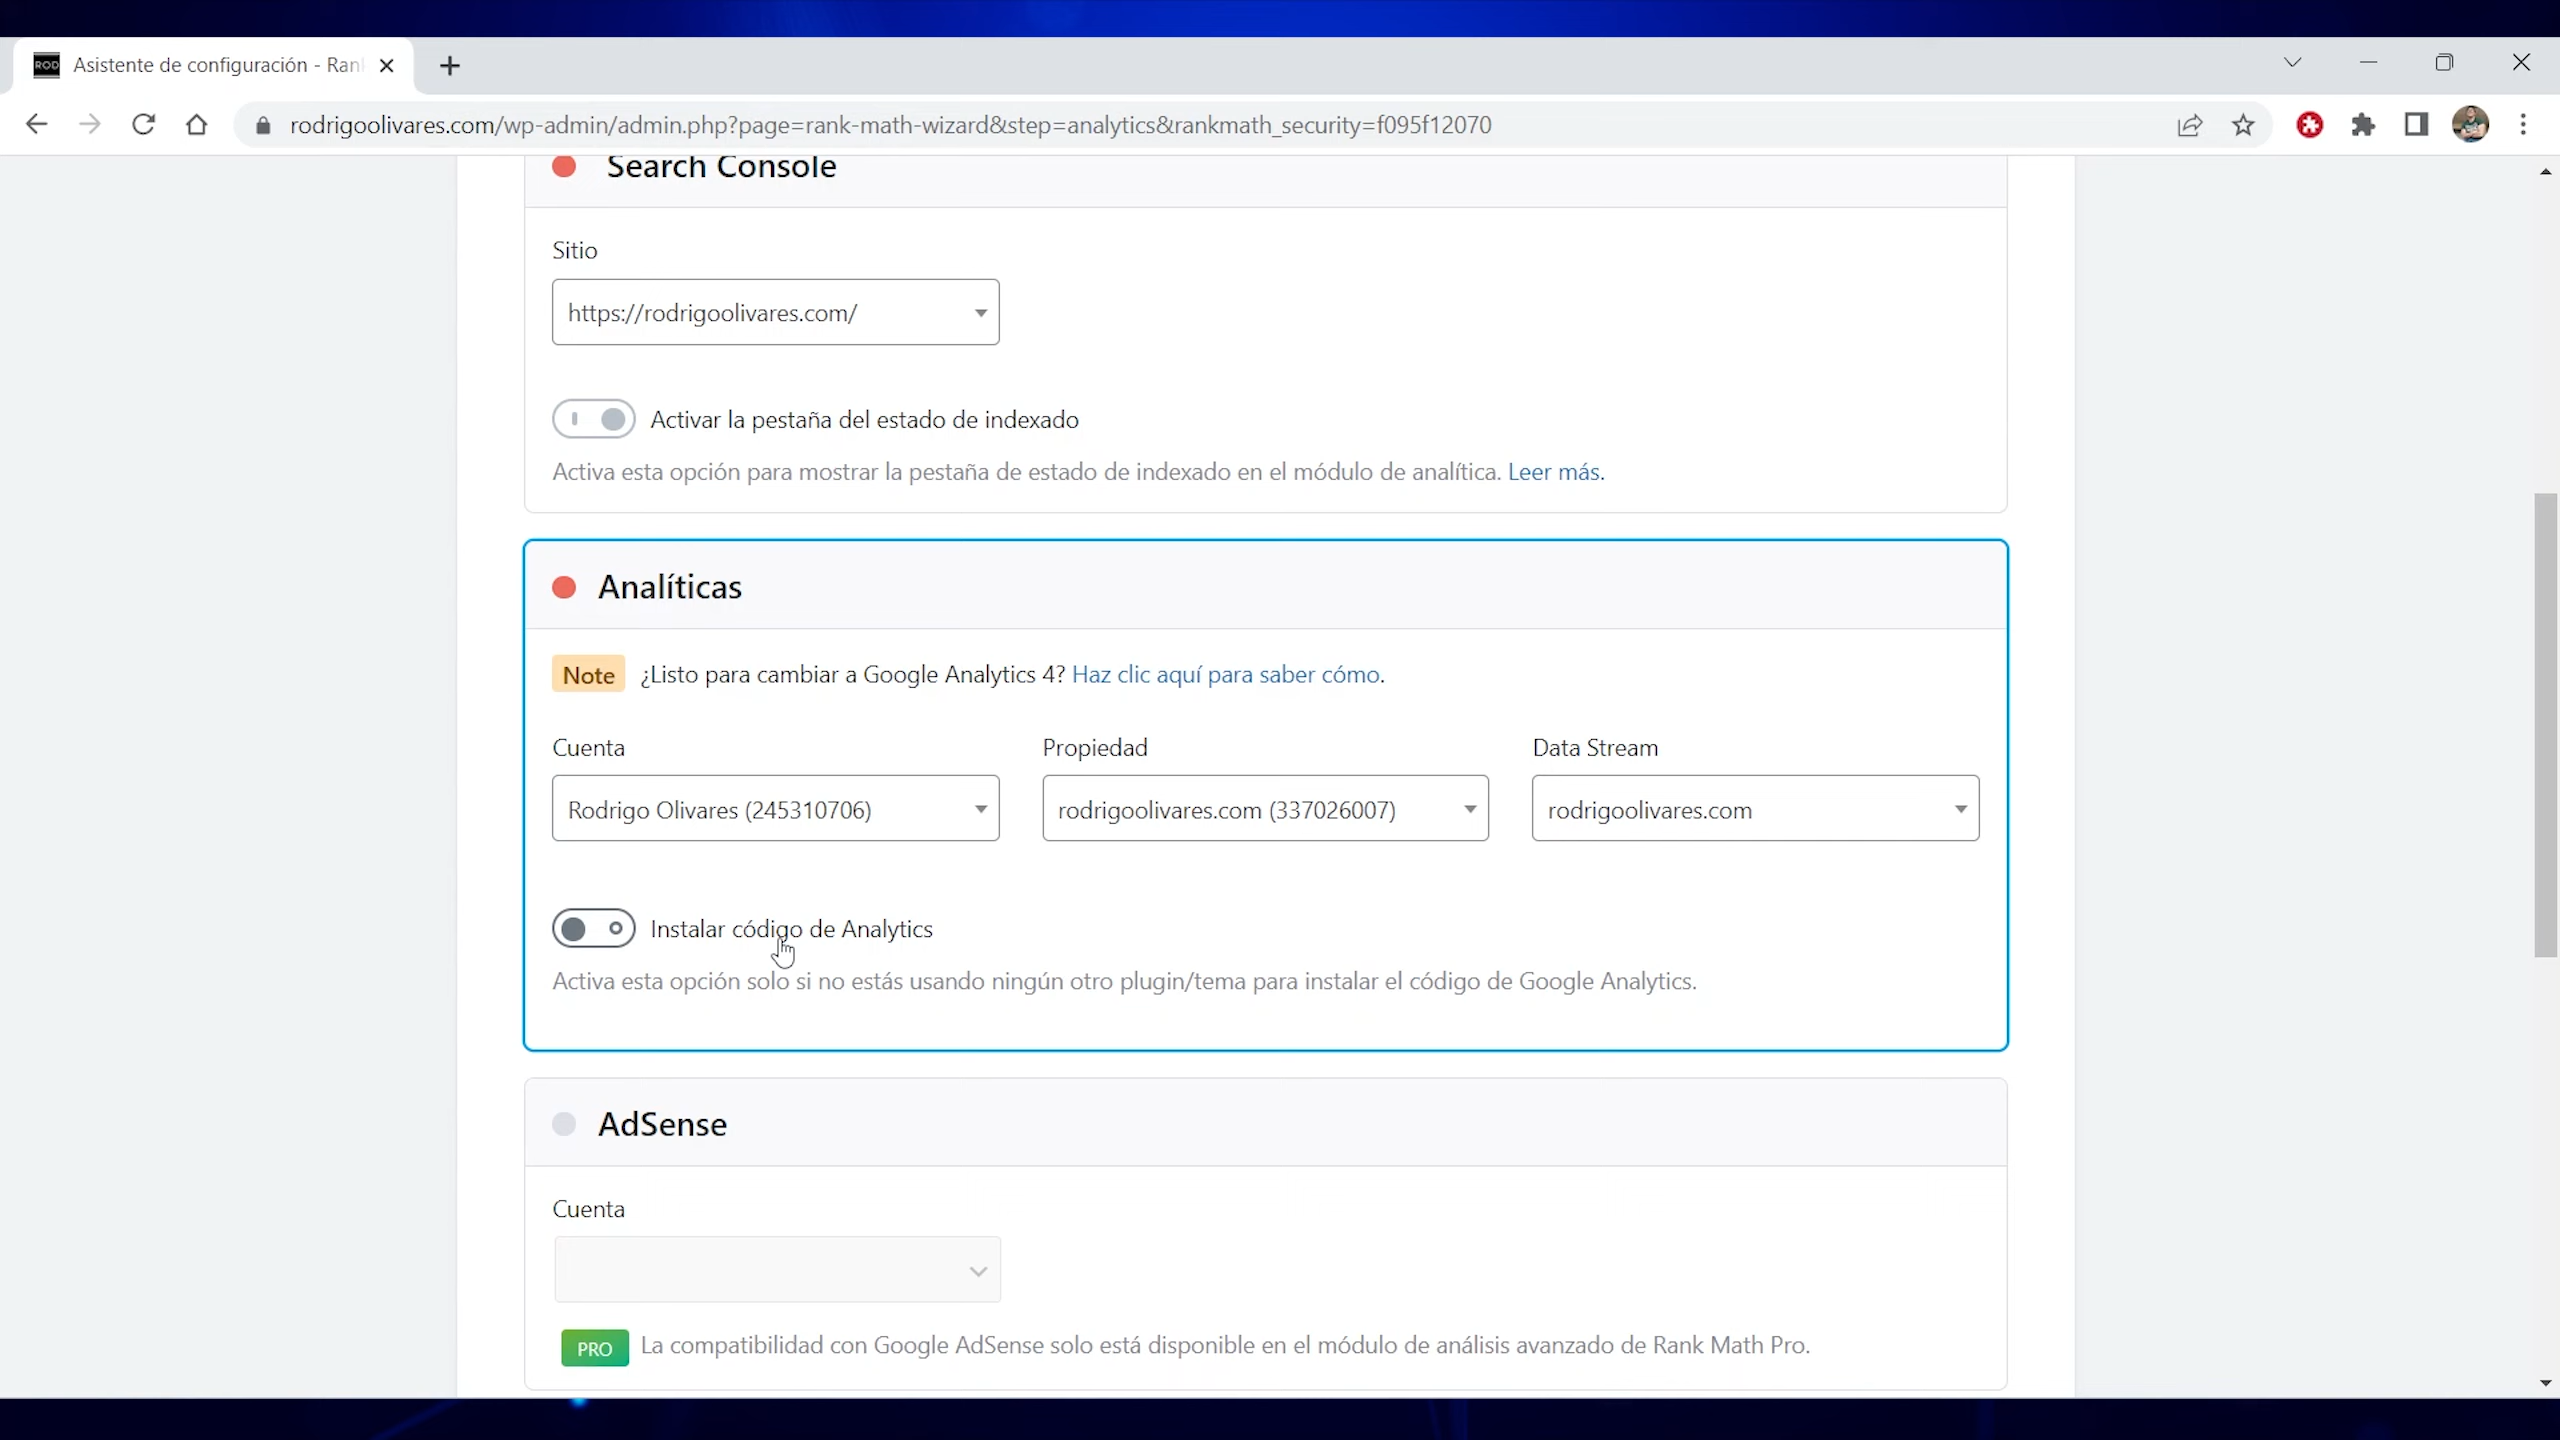 ROD Asistente de configuración - Ran
rodrigoolivares.com/wp-admin/admin.php?page=rank-math-wizard&step=analytics&rankmath_security=f095f12070
Search Console
Sitio
https://rodrigoolivares.com/
Activar la pestaña del estado de indexado
Activa esta opción para mostrar la pestaña de estado de indexado en el módulo de analítica. Leer más.
Analíticas
Note ¿Listo para cambiar a Google Analytics 4? Haz clic aquí para saber cómo.
Cuenta Propiedad Data Stream
Rodrigo Olivares (245310706) rodrigoolivares.com (337026007) rodrigoolivares.com
Instalar código de Analytics
Activa esta opción solo si no estás usando ningún otro plugin/tema para instalar el código de Google Analytics.
AdSense
Cuenta
PRO La compatibilidad con Google AdSense solo está disponible en el módulo de análisis avanzado de Rank Math Pro.